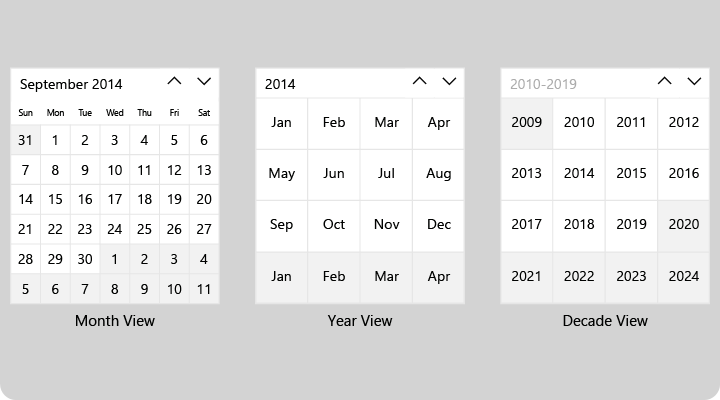 September 2014
Sun Mon Tue Wed Thu Fri Sat
31 1 2 3 4 5 6
7 8 9 10 11 12 13
14 15 16 17 18 19 20
21 22 23 24 25 26 27
28 29 30 1 2 3 4
5 6 7 8 9 10 11
Month View
2014
Jan Feb Mar Apr
May Jun Jul Aug
Sep Oct Nov Dec
Jan Feb Mar Apr
Year View
2010-2019
2009 2010 2011 2012
2013 2014 2015 2016
2017 2018 2019 2020
2021 2022 2023 2024
Decade View